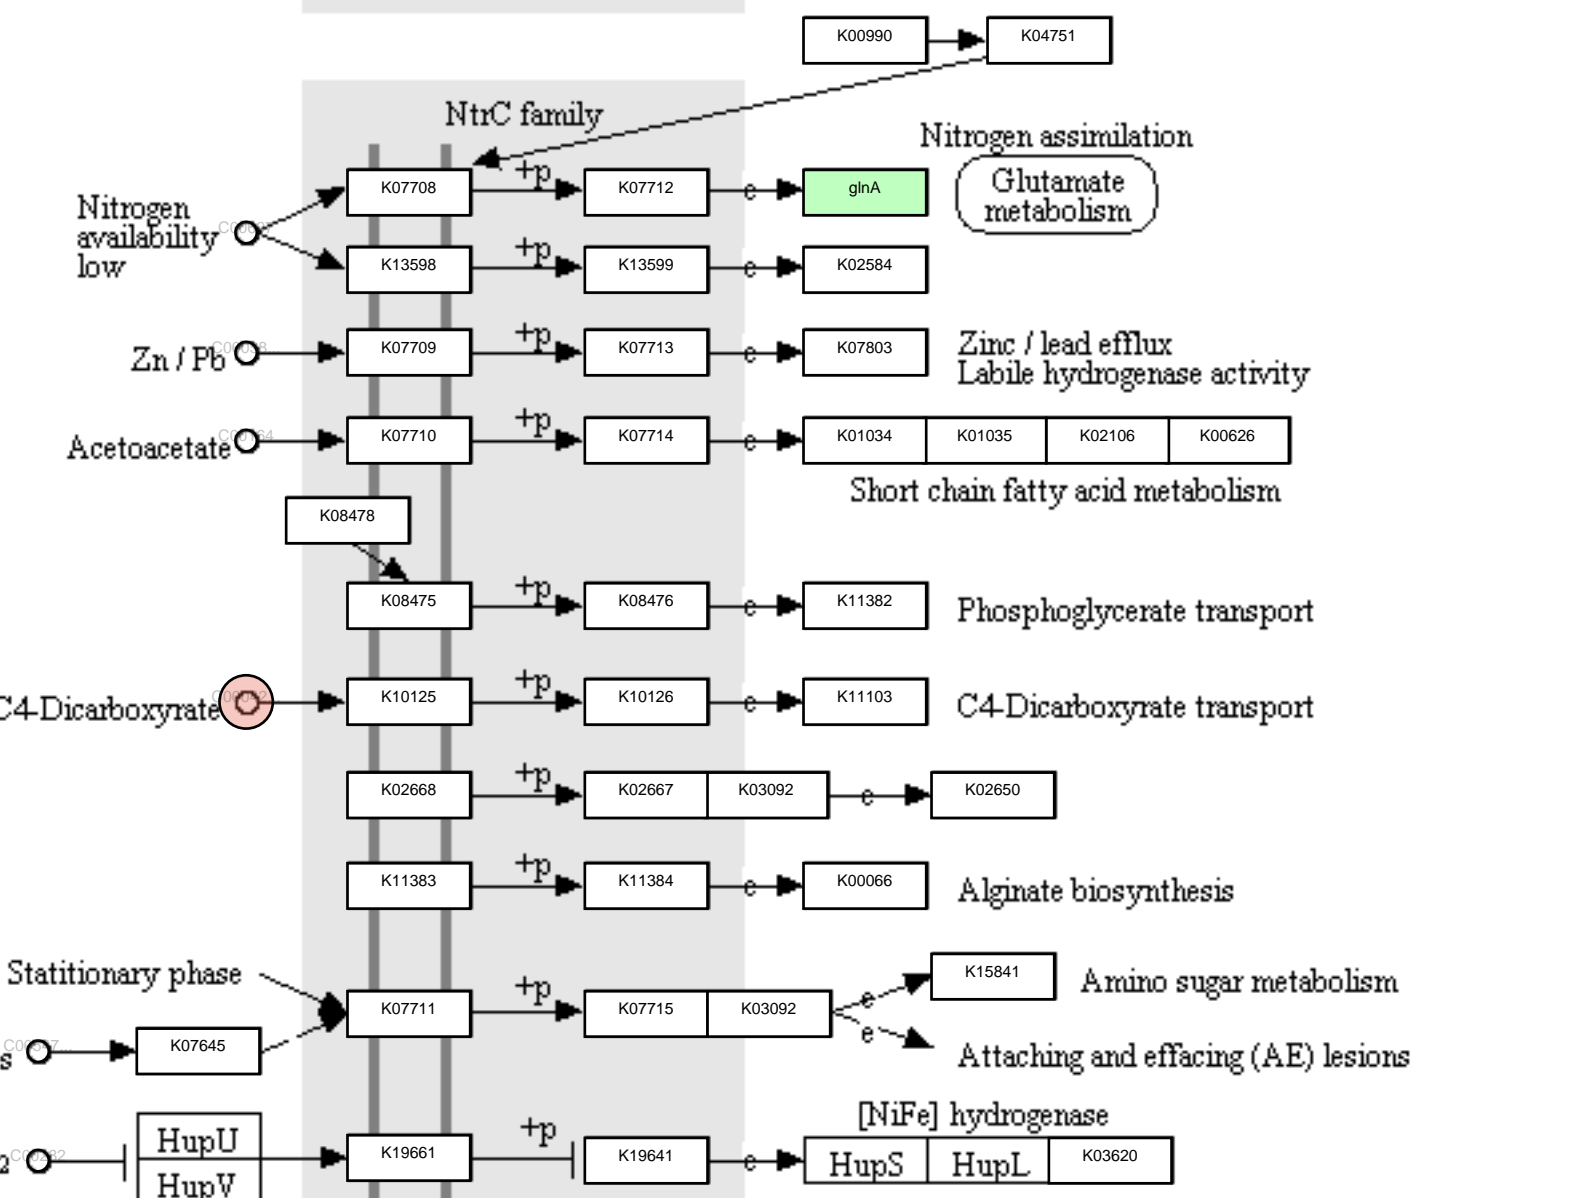 K00990
K04751
NtrC family
Nitrogen assimilation
K07708
+p
K07712
e
glnA
Glutamate
metabolism
Nitrogen
availability
low
K13598
+p
K13599
e
K02584
Zn / Pb
K07709
+p
K07713
e
K07803
Zinc / lead efflux
Labile hydrogenase activity
Acetoacetate
K07710
+p
K07714
e
K01034
K01035
K02106
K00626
Short chain fatty acid metabolism
K08478
K08475
+p
K08476
e
K11382
Phosphoglycerate transport
C4-Dicarboxyrate
K10125
+p
K10126
e
K11103
C4-Dicarboxyrate transport
K02668
+p
K02667
K03092
e
K02650
K11383
+p
K11384
e
K00066
Alginate biosynthesis
Statitionary phase
K07711
+p
K07715
K03092
e
K15841
Amino sugar metabolism
e
Attaching and effacing (AE) lesions
s
K07645
[NiFe] hydrogenase
2
C00282
HupU
HupV
K19661
+p
K19641
e
HupS
HupL
K03620